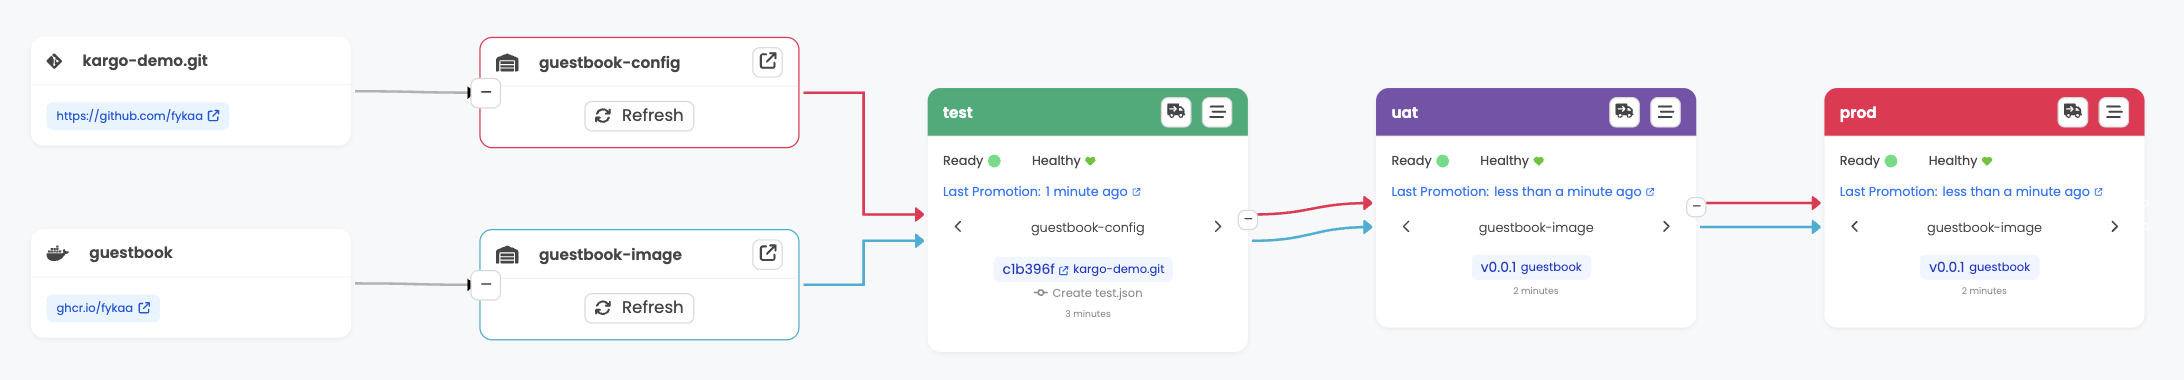 kargo-demo.git
https://github.com/fykaa
guestbook
ghcr.io/fykaa
guestbook-config
Refresh
guestbook-image
Refresh
test
Ready
Healthy
Last Promotion: 1 minute ago
guestbook-config
c1b396f kargo-demo.git
Create test.json
3 minutes
uat
Ready
Healthy
Last Promotion: less than a minute ago
guestbook-image
v0.0.1 guestbook
2 minutes
prod
Ready
Healthy
Last Promotion: less than a minute ago
guestbook-image
v0.0.1 guestbook
2 minutes